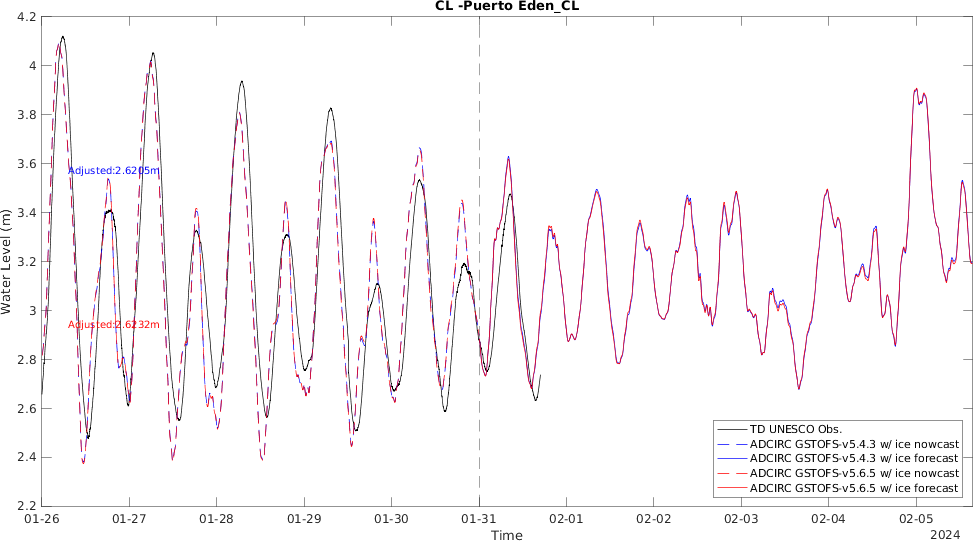 CL -Puerto Eden_CL
4.2
4
3.8
3.6
3.4
3.2
3
2.8
2.6
2.4
2.2
Water Level (m)
Adjusted:2.6205m
Adjusted:2.6232m
TD UNESCO Obs.
ADCIRC GSTOFS-v5.4.3 w/ ice nowcast
ADCIRC GSTOFS-v5.4.3 w/ ice forecast
ADCIRC GSTOFS-v5.6.5 w/ ice nowcast
ADCIRC GSTOFS-v5.6.5 w/ ice forecast
01-26 01-27 01-28 01-29 01-30 01-31 02-01 02-02 02-03 02-04 02-05
Time
2024